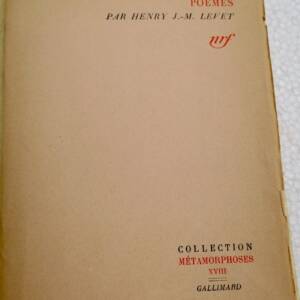 POÈMES
PAR HENRY J.-M. LEVET
nrf
COLLECTION
MÉTAMORPHOSES
XVIII
GALLIMARD